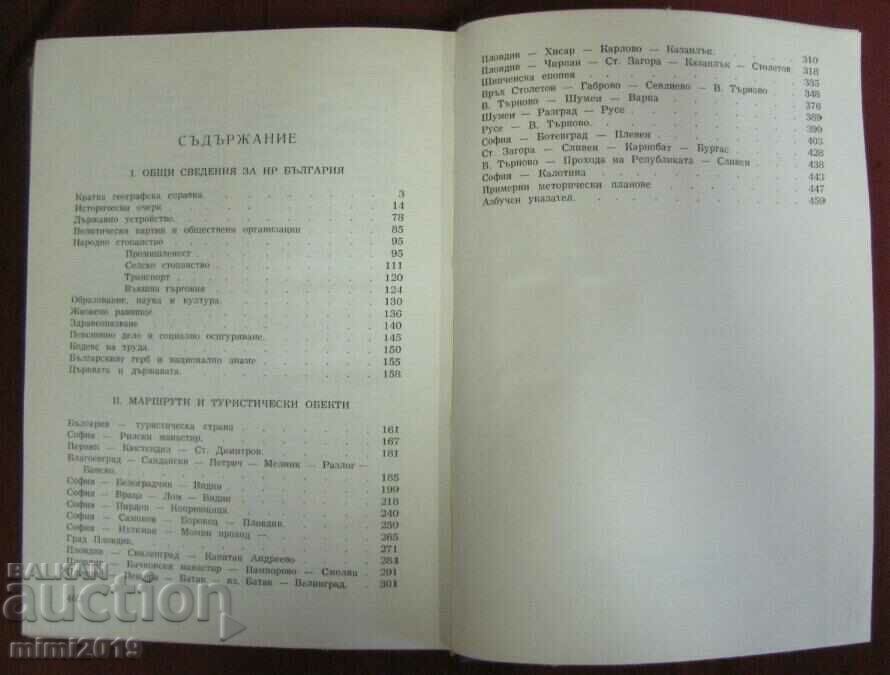 СЪДЪРЖАНИЕ
I. ОБЩИ СВЕДЕНИЯ ЗА НР БЪЛГАРИЯ
Кратка географска справка. 3
Исторически очерк 14
Държавно устройство. 78
Политически партии и обществени организации 85
Народно стопанство 95
Промишленост 95
Селско стопанство 111
Транспорт 120
Външна търговия 124
Образование, наука и култура. 130
Жизнено равнище 136
Здравеопазване 140
Пенсионно дело и социално осигуряване. 145
Кодекс на труда. 150
Българският герб и национално знаме 155
Църквата и държавата. 158
II. МАРШРУТИ И ТУРИСТИЧЕСКИ ОБЕКТИ
България — туристическа страна 161
София — Рилски манастир. 167
Перник — Кюстендил — Ст. Димитров. 181
Благоевград — Сандански — Петрич — Мелник — Разлог —
Банско. 185
София — Белоградчик — Видин 199
София — Враца — Лом — Видин 218
София — Пирдоп — Копривщица. 240
София — Самоков — Боровец — Пловдив. 250
София — Ихтиман — Момин проход — 265
Град Пловдив. 271
Пловдив — Свиленград — Капитан Андреево 284
Бачковски манастир — Пампорово — Смолян 291
Пещера — Батак — яз. Батак — Велинград. 301
Пловдив — Хисар — Карлово — Казанлък. 310
Пловдив — Чирпан — Ст. Загора — Казанлък — Столетов 318
Шипченска епопея 335
Връх Столетов — Габрово — Севлиево — В. Търново 348
В. Търново — Шумен — Варна 376
Шумен — Разград — Русе 389
Русе — В. Търново. 399
София — Ботевград — Плевен 403
Ст. Загора — Сливен — Карнобат — Бургас 428
В. Търново — Прохода на Републиката — Сливен 438
София — Калотина 443
Примерни исторически планове 447
Азбучен указател. 459
BALKAN
auction
mimi2019